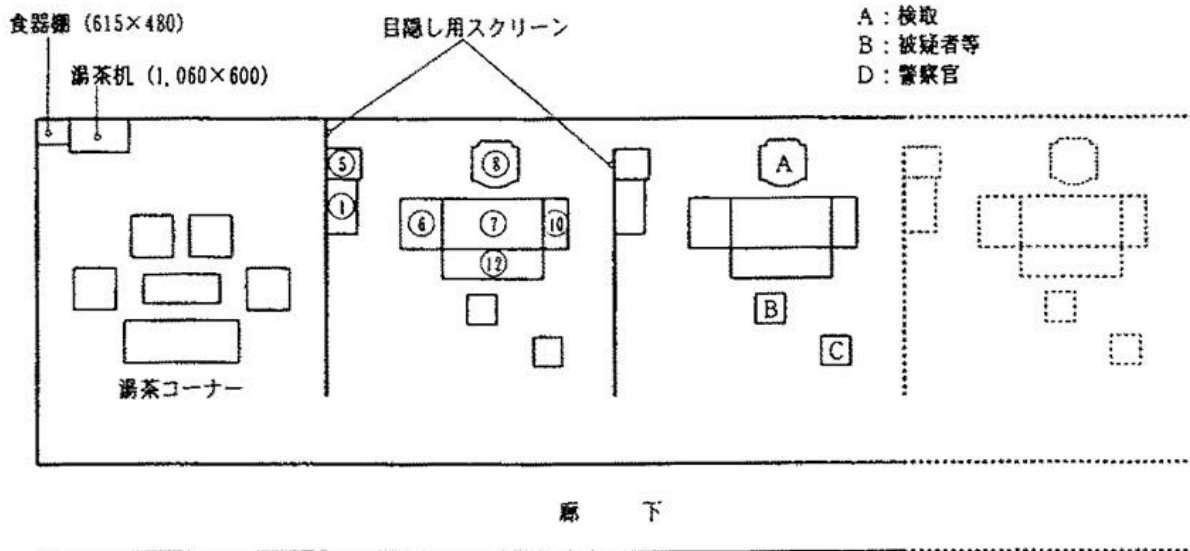 食器棚 (615×480)
目隠し用スクリーン
A：検取
B：被疑者等
D：警察官
湯茶机 (1,060×600)
⑤
⑧
A
①
⑥
⑦
⑩
⑫
B
C
湯茶コーナー
廊 下